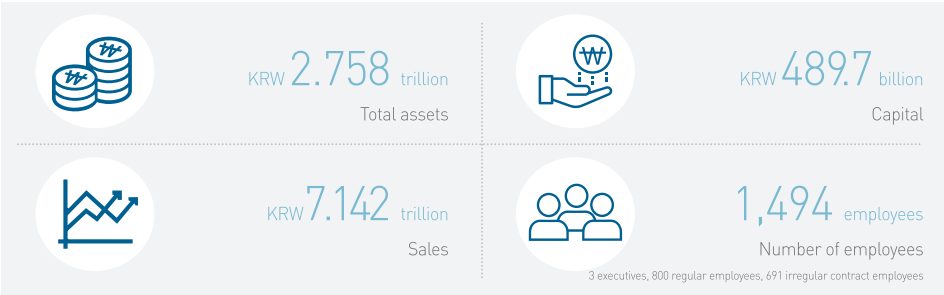 KRW 2.758 trillion
Total assets
KRW 489.7 billion
Capital
KRW 7.142 trillion
Sales
1,494 employees
Number of employees
3 executives, 800 regular employees, 691 irregular contract employees